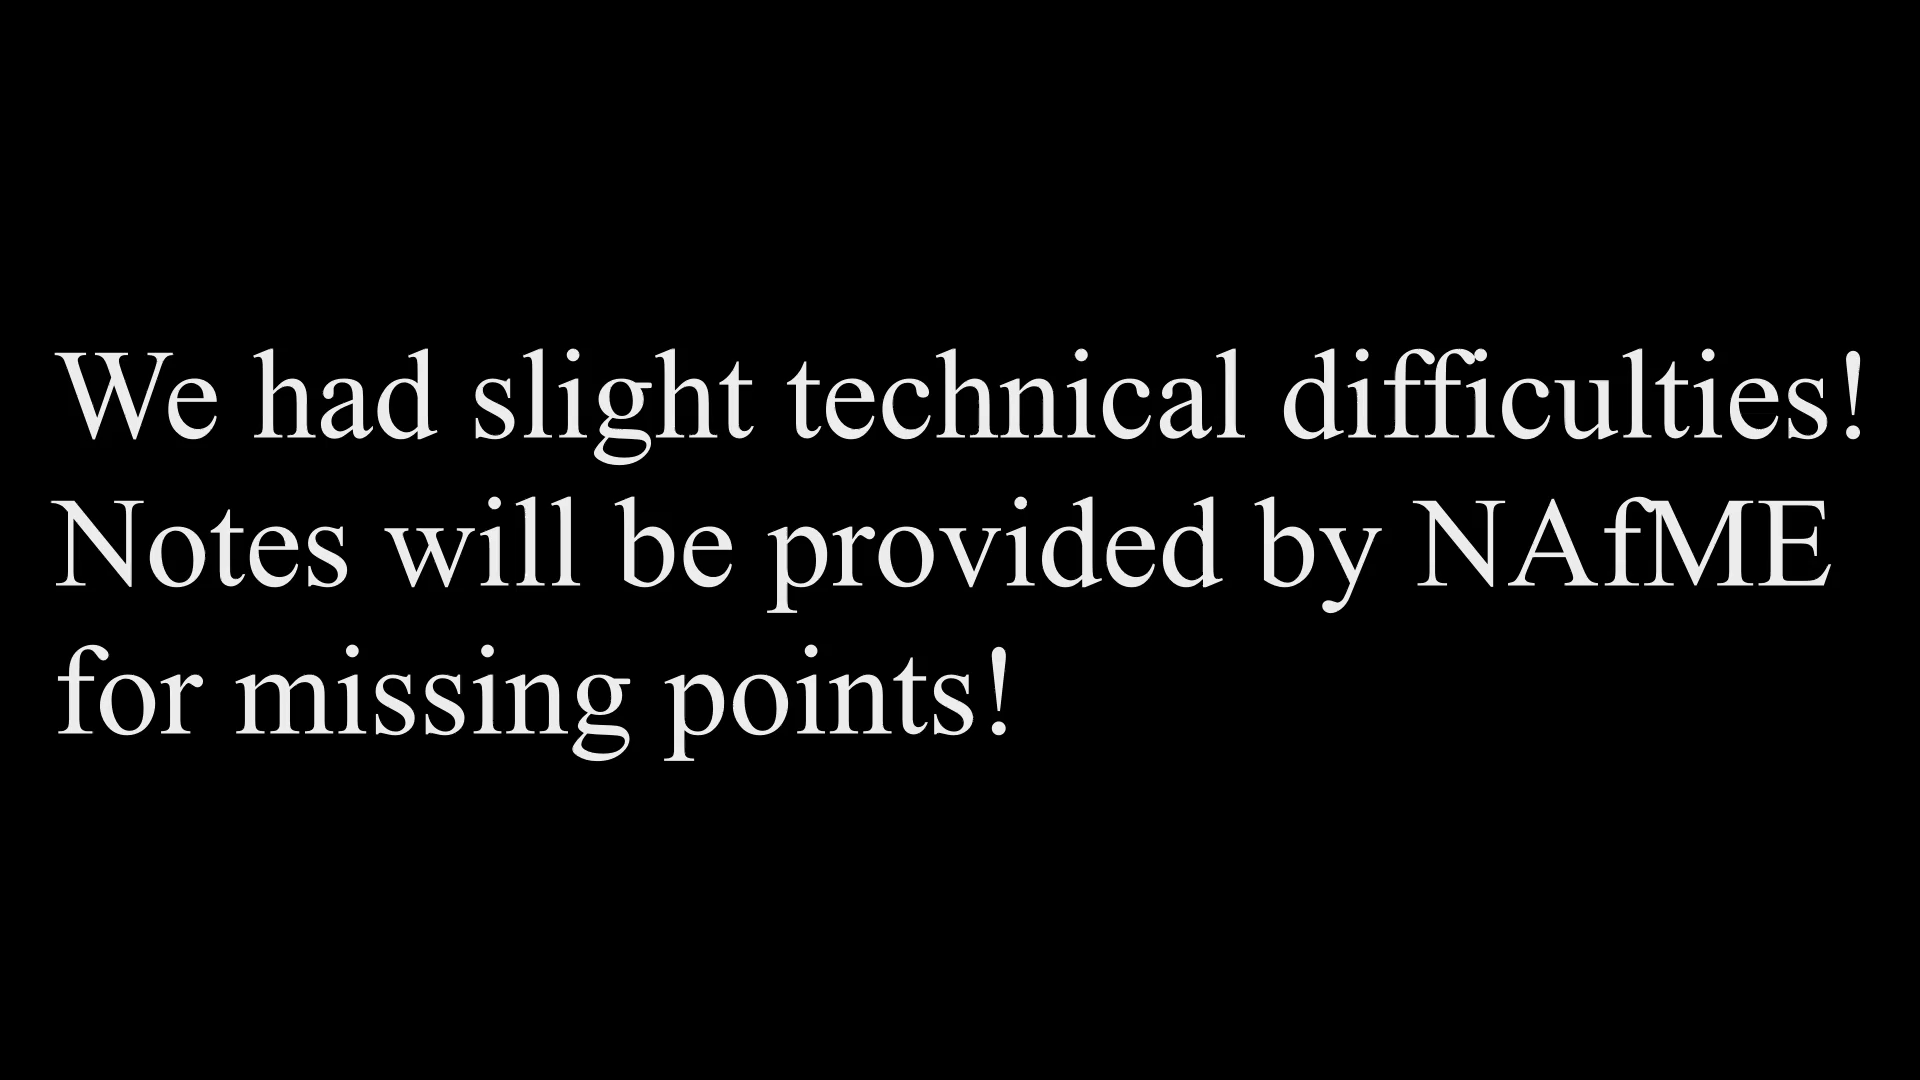 We had slight technical difficulties!
Notes will be provided by NAfME
for missing points!